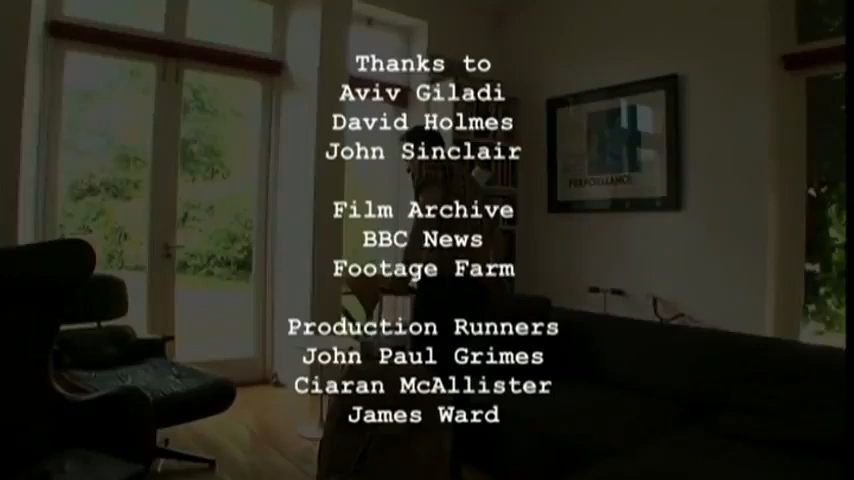 Thanks to
Aviv Giladi
David Holmes
John Sinclair
Film Archive
BBC News
Footage Farm
Production Runners
John Paul Grimes
Ciaran McAllister
James Ward
PERFORMANCE